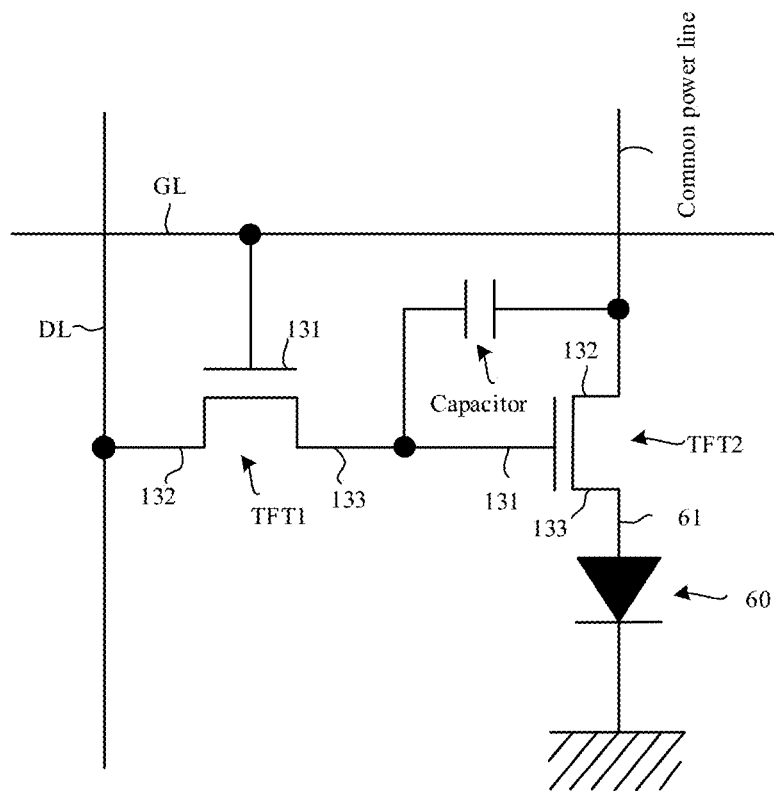 Common power line
GL
DL
131
132
Capacitor
TFT2
132
133
131
TFT1
133
61
60